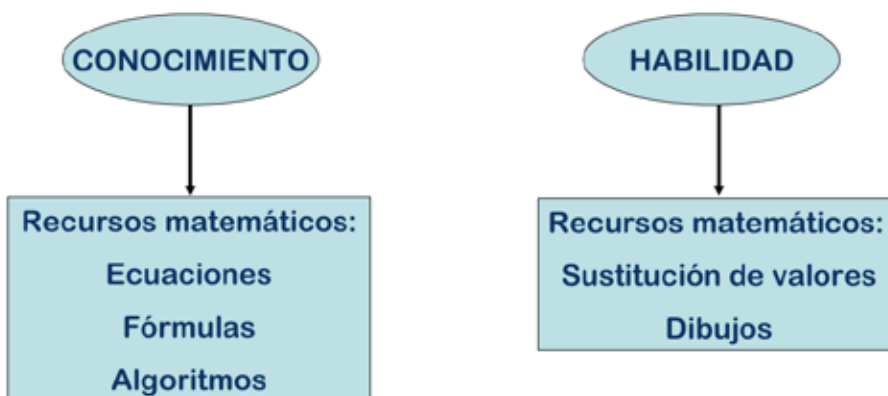 CONOCIMIENTO
Recursos matemáticos:
Ecuaciones
Fórmulas
Algoritmos
HABILIDAD
Recursos matemáticos:
Sustitución de valores
Dibujos